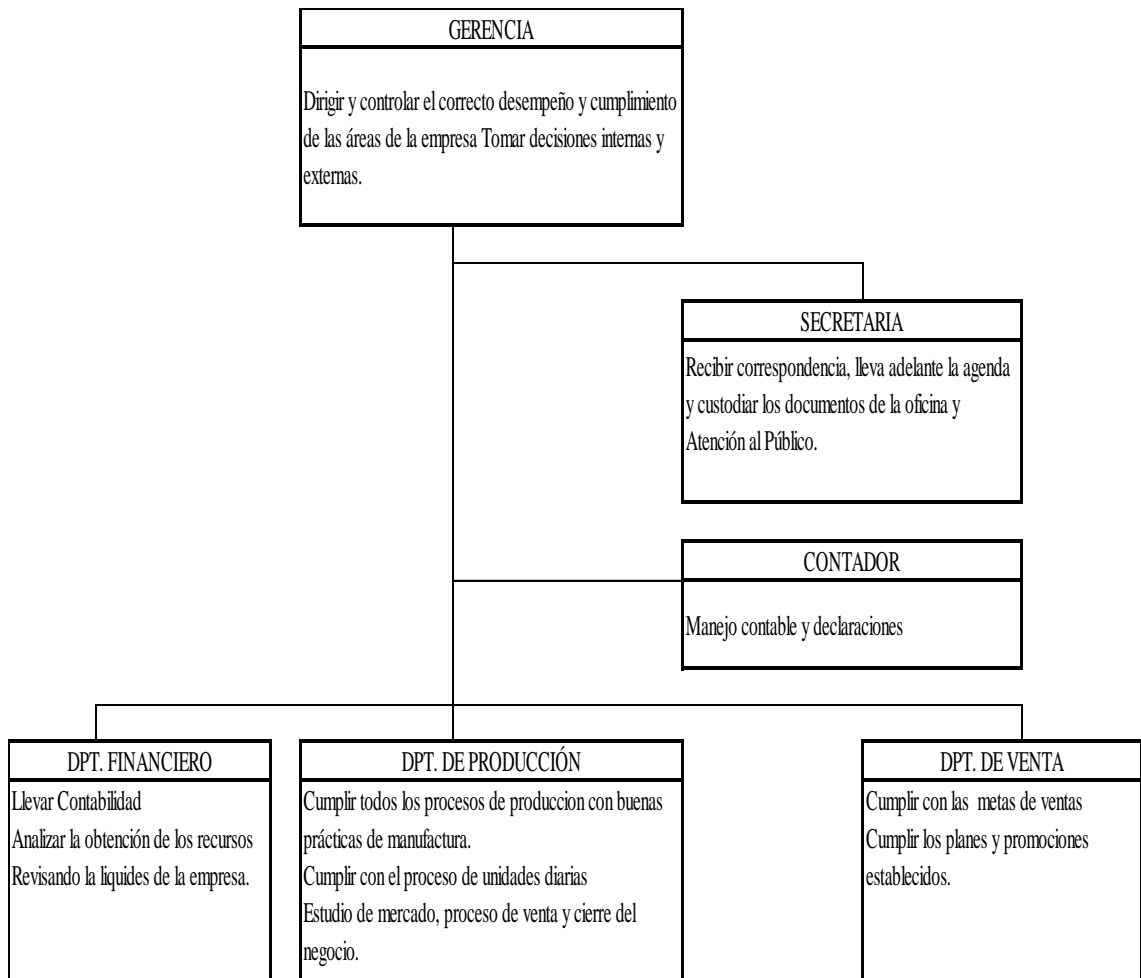 GERENCIA
Dirigir y controlar el correcto desempeño y cumplimiento
de las áreas de la empresa Tomar decisiones internas y
externas.
SECRETARIA
Recibir correspondencia, lleva adelante la agenda
y custodiar los documentos de la oficina y
Atención al Público.
CONTADOR
Manejo contable y declaraciones
DPT. FINANCIERO
Llevar Contabilidad
Analizar la obtención de los recursos
Revisando la liquides de la empresa.
DPT. DE PRODUCCIÓN
Cumplir todos los procesos de produccion con buenas
prácticas de manufactura.
Cumplir con el proceso de unidades diarias
Estudio de mercado, proceso de venta y cierre del
negocio.
DPT. DE VENTA
Cumplir con las  metas de ventas
Cumplir los planes y promociones
establecidos.